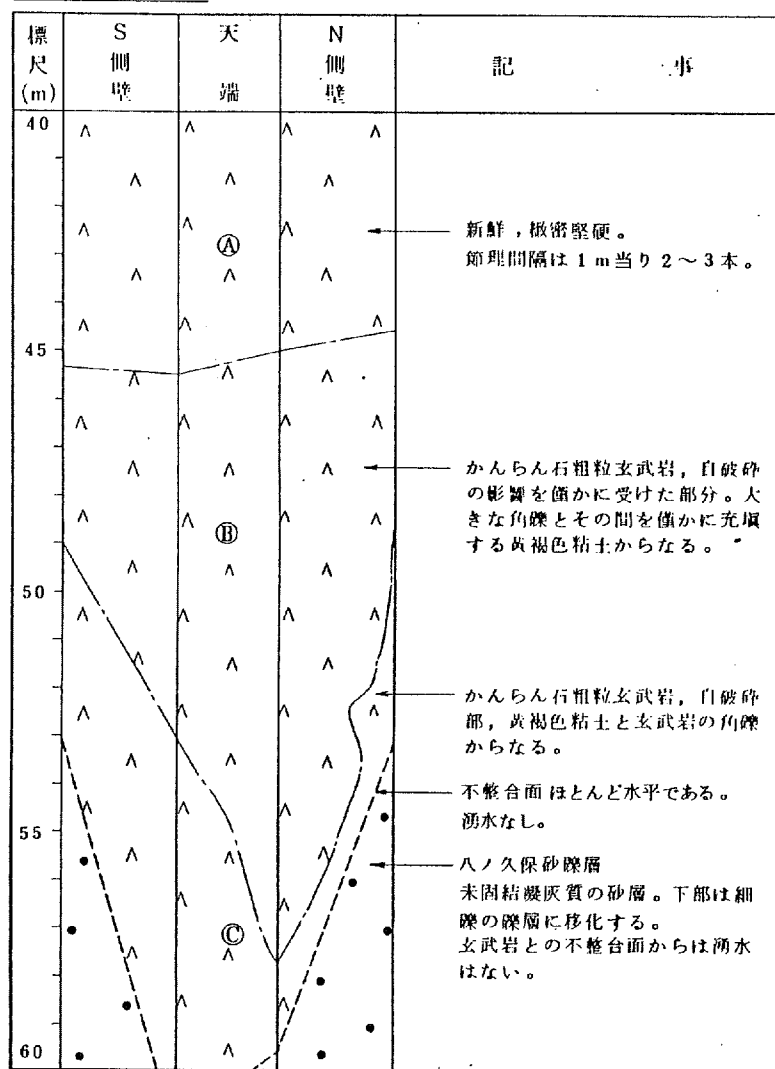 標尺(m)
S側壁
天端
N側壁
記事
40
新鮮，緻密堅硬。
Ⓐ
節理間隔は1m当り2～3本。
45
かんらん石粗粒玄武岩，自破砕
の影響を僅かに受けた部分。大
きな角礫とその間を僅かに充塡
Ⓑ
する黄褐色粘土からなる。
50
かんらん石粗粒玄武岩，自破砕
部，黄褐色粘土と玄武岩の角礫
からなる。
不整合面ほとんど水平である。
湧水なし。
55
八ノ久保砂礫層
未固結凝灰質の砂層。下部は細
礫の礫層に移化する。
Ⓒ
玄武岩との不整合面からは湧水
はない。
60